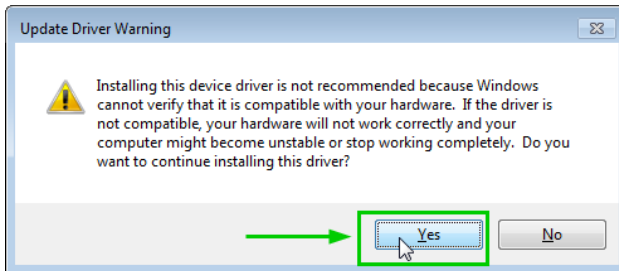 Update Driver Warning
Installing this device driver is not recommended because Windows
cannot verify that it is compatible with your hardware.  If the driver is
not compatible, your hardware will not work correctly and your
computer might become unstable or stop working completely.  Do you
want to continue installing this driver?
Yes
No